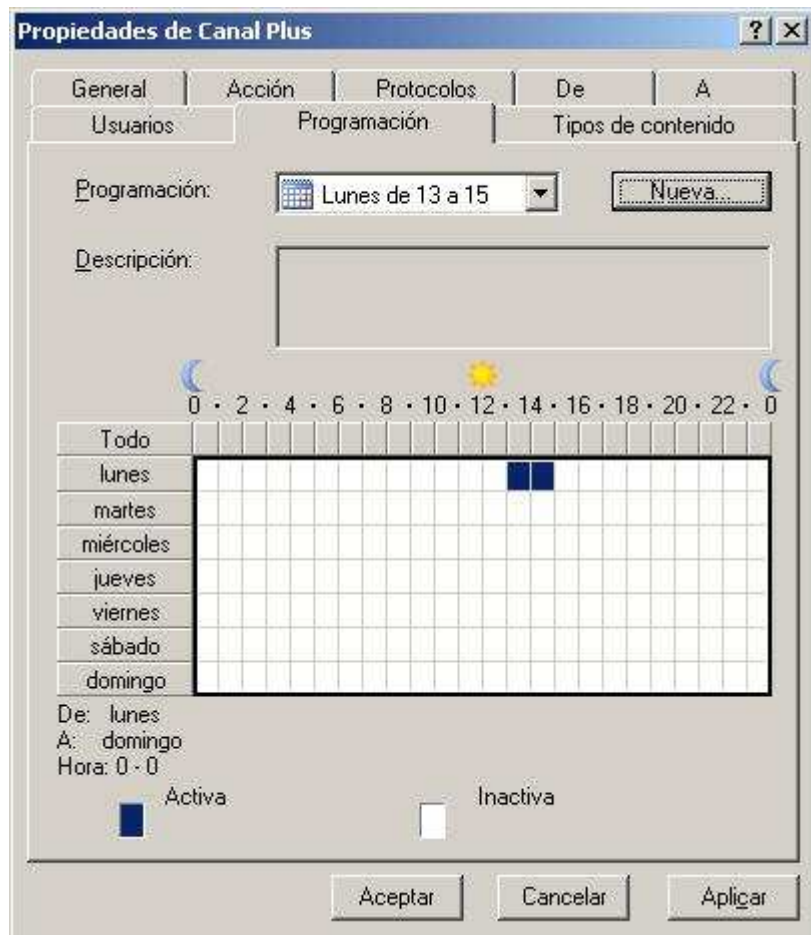 Propiedades de Canal Plus
General Acción Protocolos De A
Usuarios Programación Tipos de contenido
Programación: Lunes de 13 a 15 Nueva...
Descripción:
0 · 2 · 4 · 6 · 8 · 10 · 12 · 14 · 16 · 18 · 20 · 22 · 0
Todo
lunes
martes
miércoles
jueves
viernes
sábado
domingo
De: lunes
A: domingo
Hora: 0 - 0
Activa Inactiva
Aceptar Cancelar Aplicar